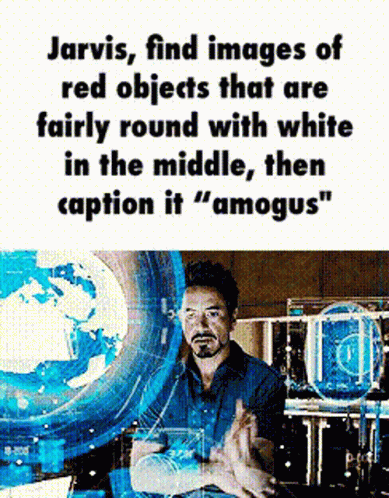 Jarvis, find images of
red objects that are
fairly round with white
in the middle, then
caption it “amogus"